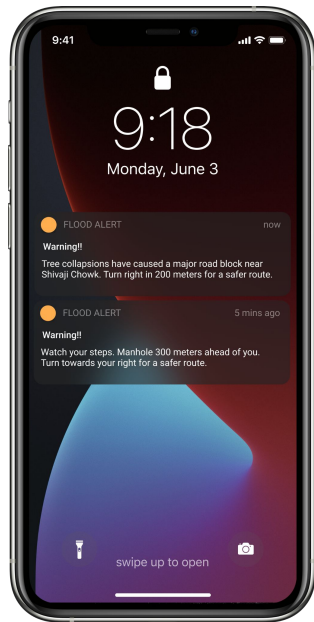 9:41
9:18
Monday, June 3
FLOOD ALERT now
Warning!!
Tree collapsions have caused a major road block near
Shivaji Chowk. Turn right in 200 meters for a safer route.
FLOOD ALERT 5 mins ago
Warning!!
Watch your steps. Manhole 300 meters ahead of you.
Turn towards your right for a safer route.
swipe up to open